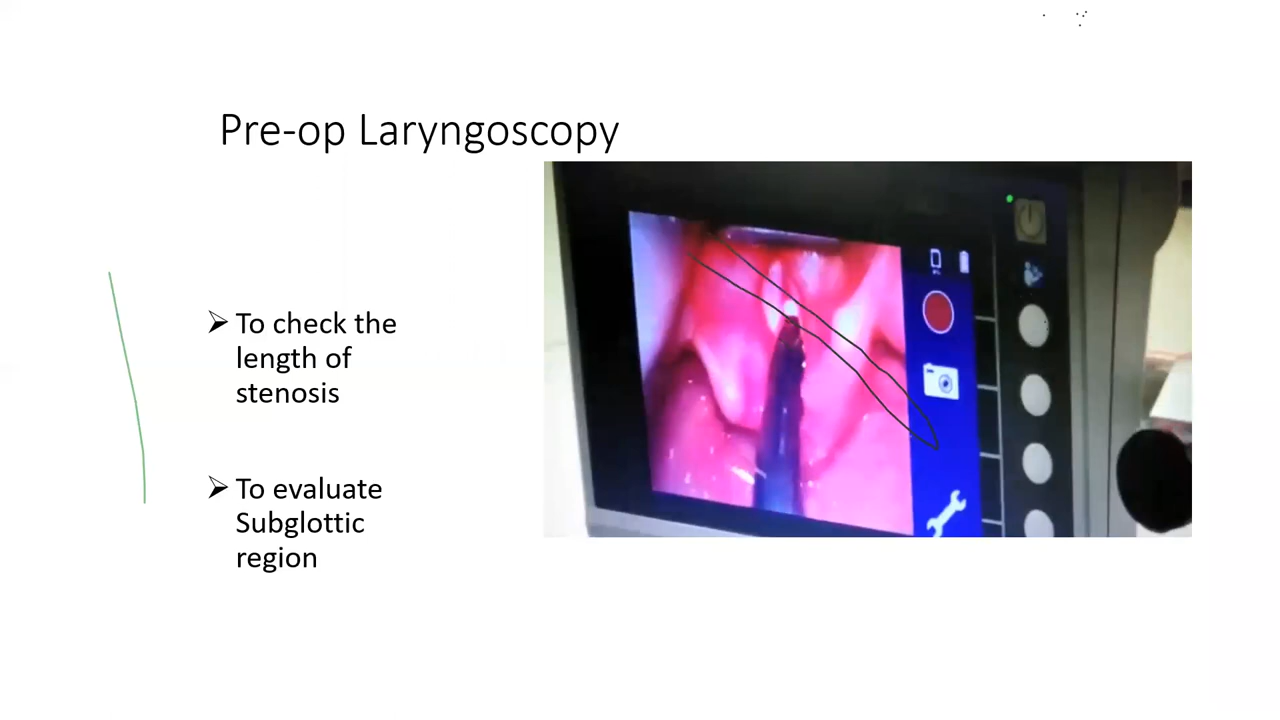 Pre-op Laryngoscopy
➢ To check the
length of
stenosis
➢ To evaluate
Subglottic
region